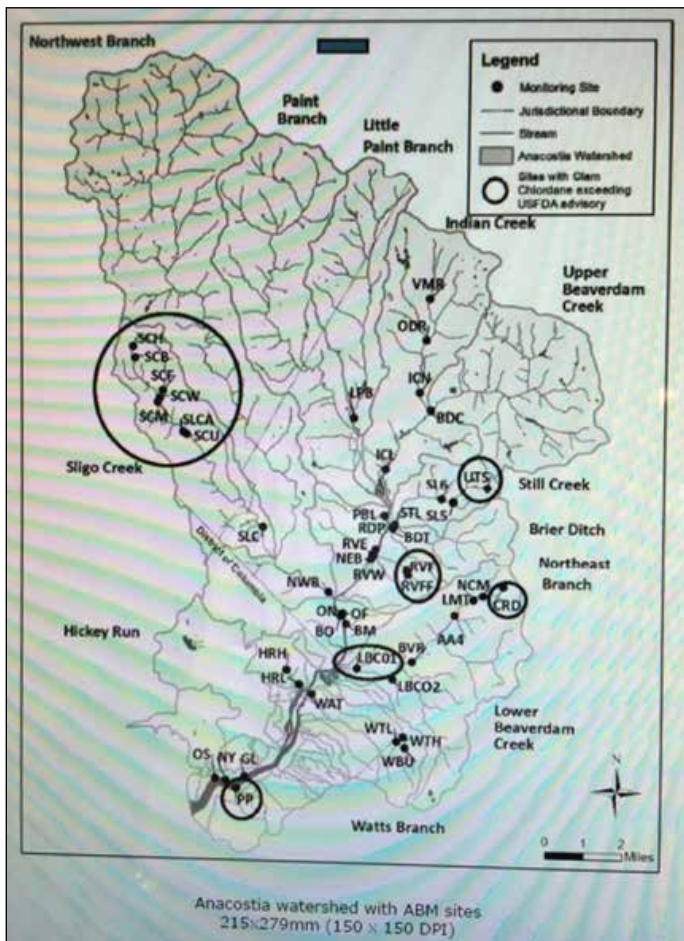 Northwest Branch
Paint
Branch
Little
Paint Branch
Legend
Monitoring Site
Jurisdictional Boundary
Stream
Anacostia Watershed
Sites with Clam
Chlordane exceeding
USFDA advisory
Indian Creek
Upper
Beaverdam
Creek
VMR
ODR
SCH
SCB
SCF
SCW
SCM
SLCA
SCU
ICN
LPB
BDC
Sligo Creek
ICL
SL6
UTS
Still Creek
SLS
PBL
STL
RDP
BDT
Brier Ditch
SLC
District of Columbia
RVE
NEB
RVW
RVF
RVFF
Northeast
Branch
NWB
NCM
LMT
CRD
ON
OF
BO
BM
AA4
Hickey Run
HRH
LBC01
BVR
HRL
LBCO2
WAT
Lower
Beaverdam
Creek
WTL
WTH
WBU
OS
NY
GL
PP
Watts Branch
N
0
1
2
Miles
Anacostia watershed with ABM sites
215x279mm (150 x 150 DPI)